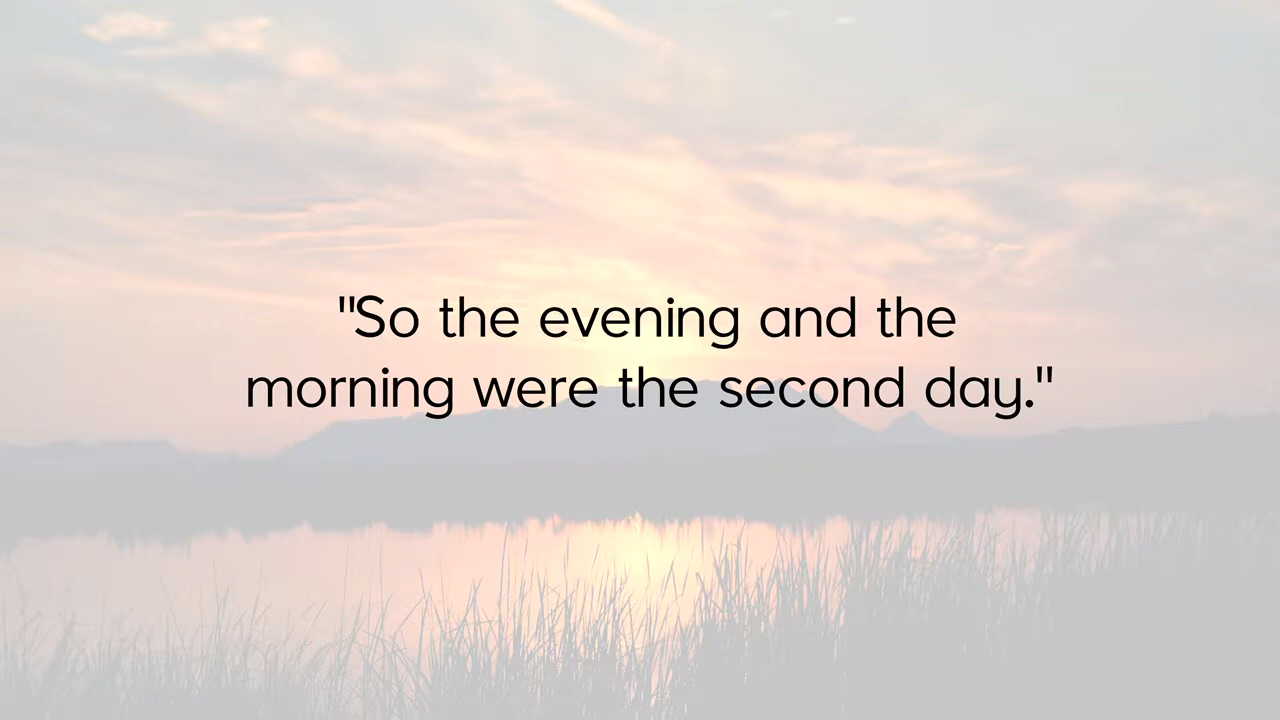 "So the evening and the
morning were the second day."